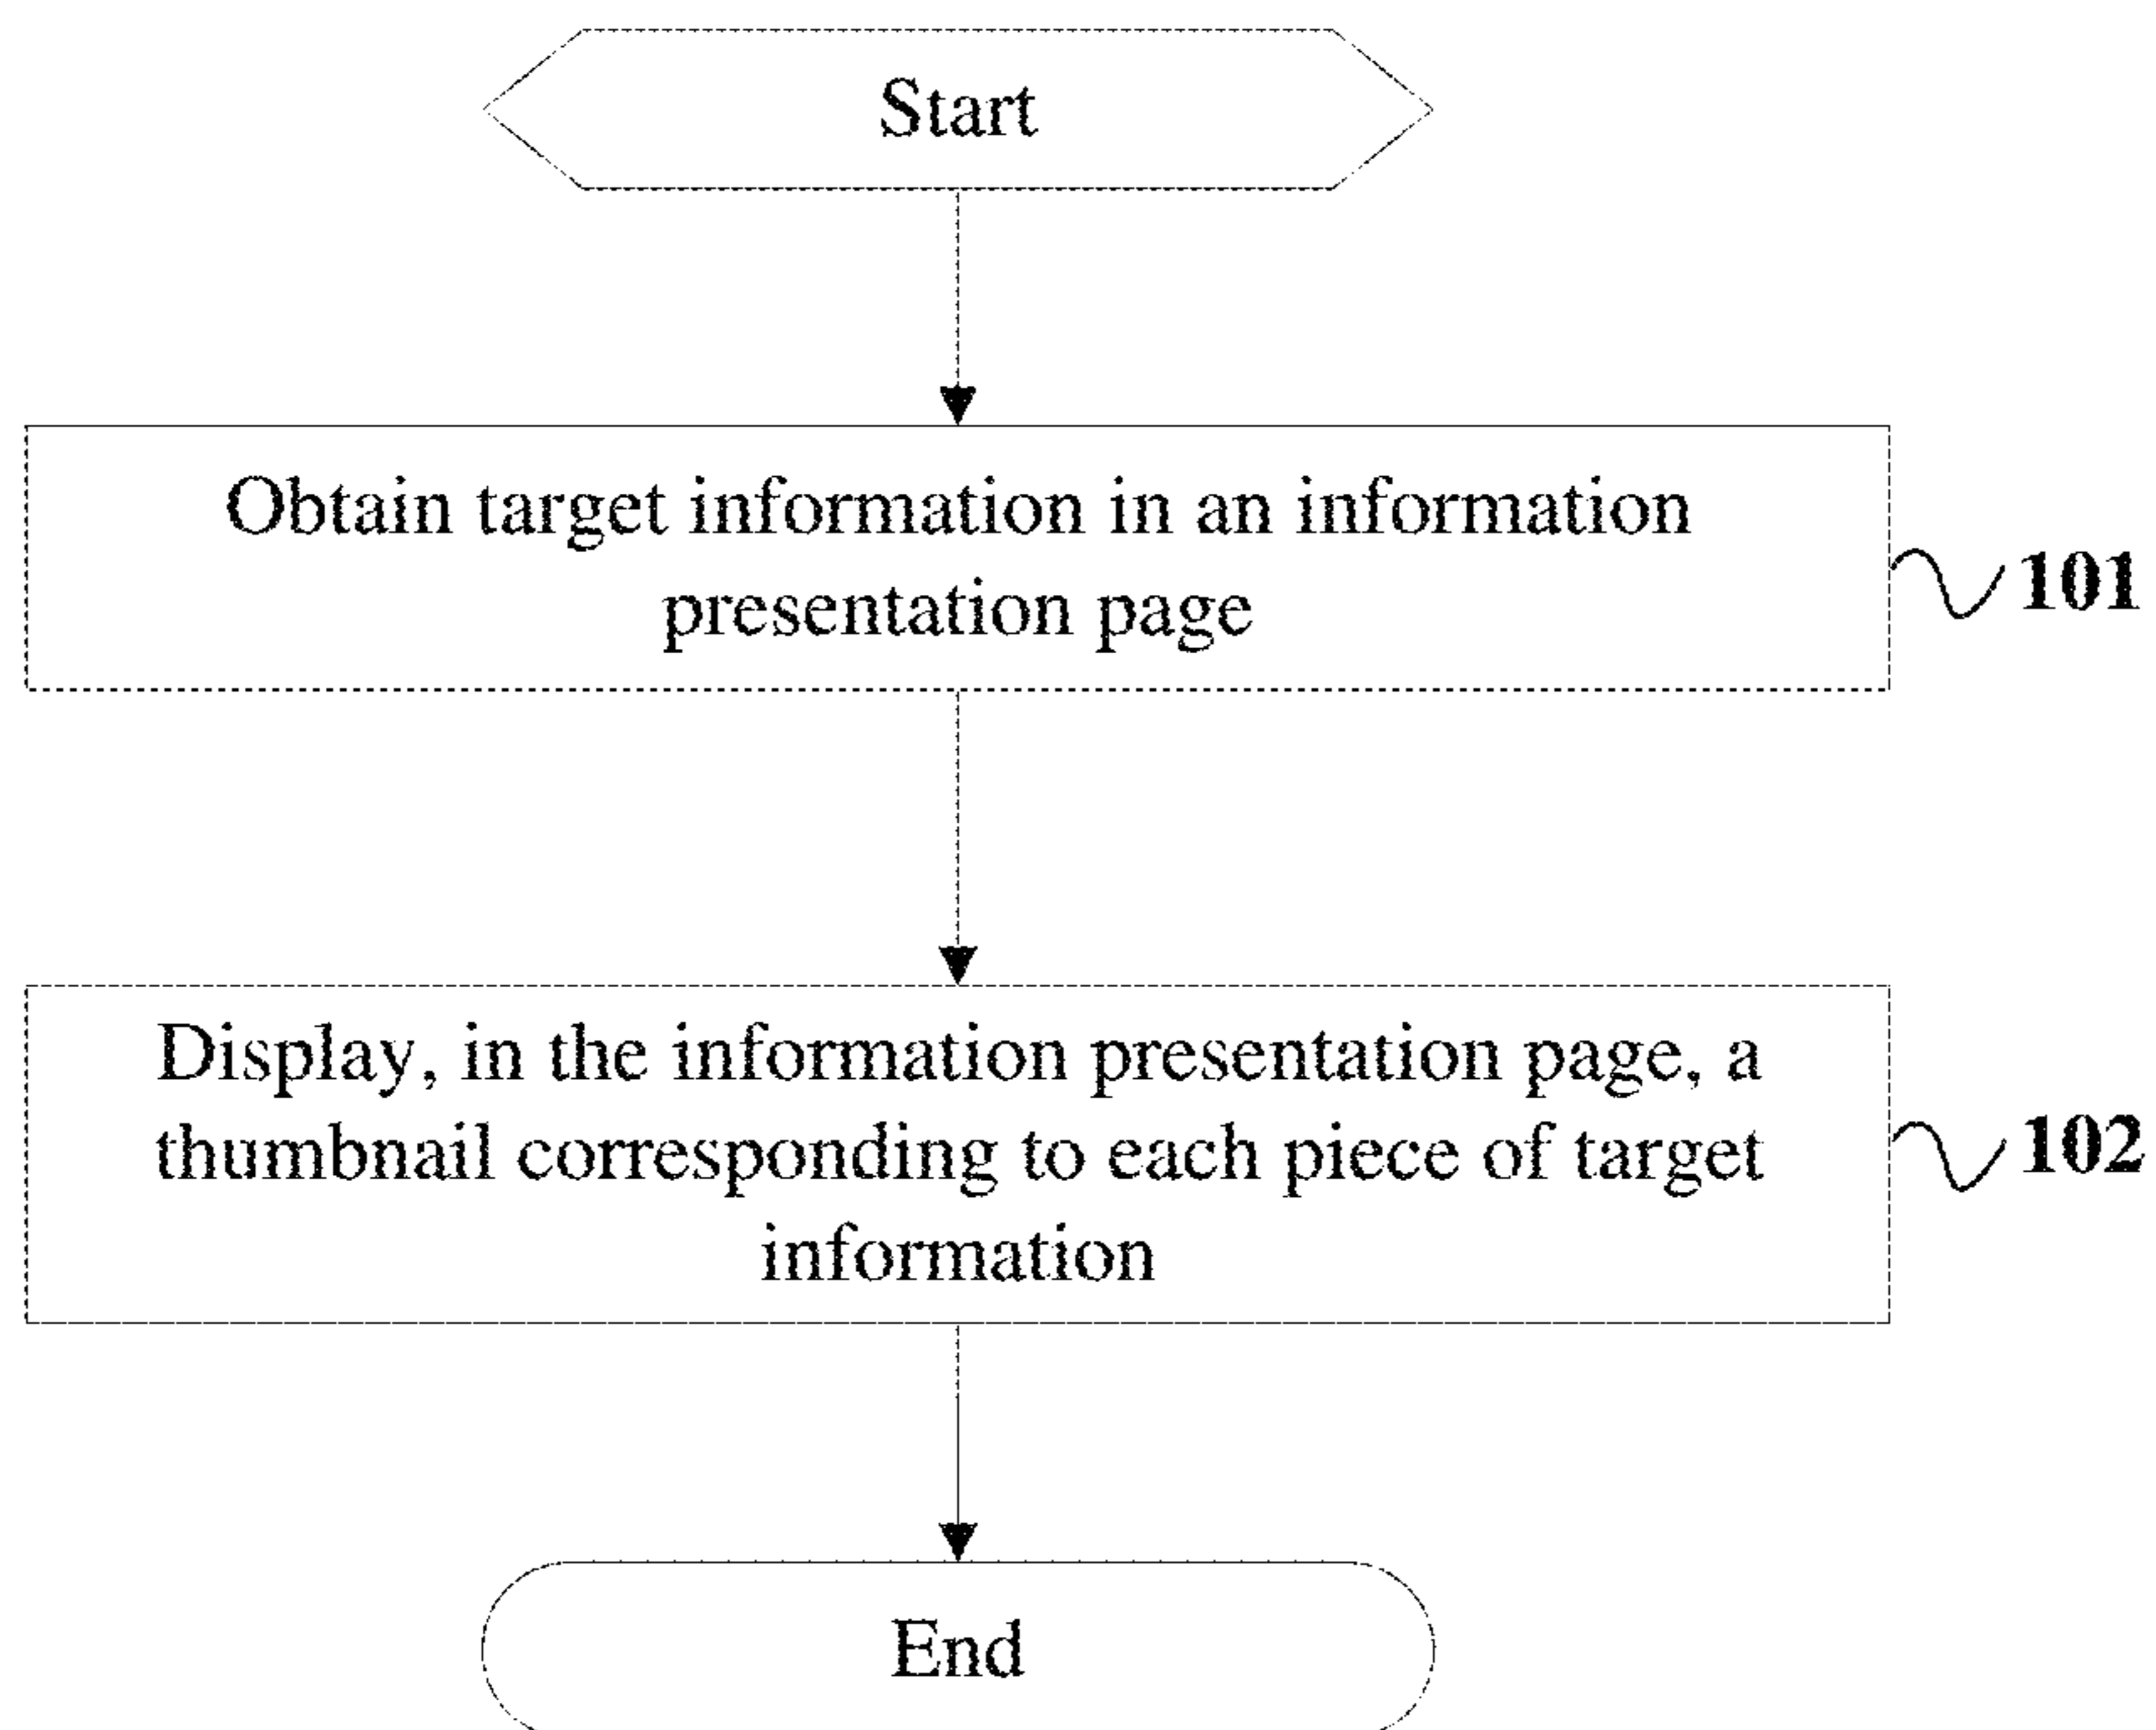 Start
Obtain target information in an information
presentation page
101
Display, in the information presentation page, a
thumbnail corresponding to each piece of target
information
102
End